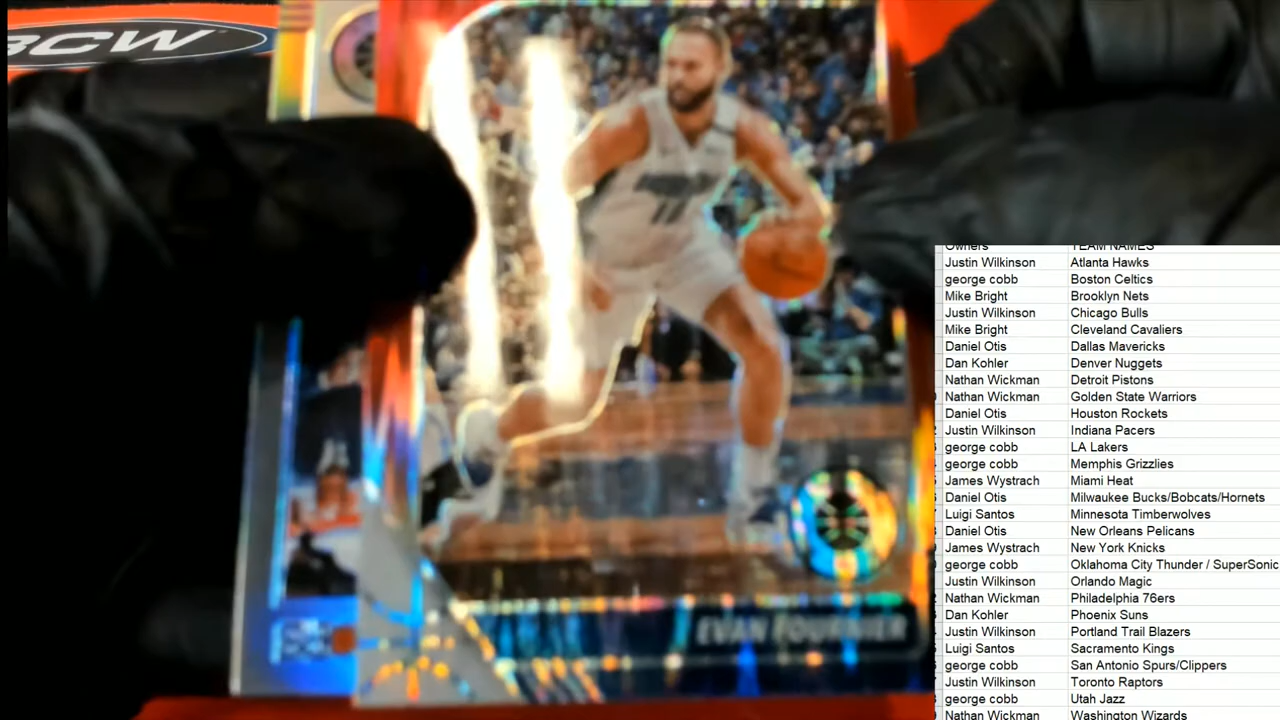 BCW
11
EVAN FOURNIER
Owners TEAM NAMES
Justin Wilkinson Atlanta Hawks
george cobb Boston Celtics
Mike Bright Brooklyn Nets
Justin Wilkinson Chicago Bulls
Mike Bright Cleveland Cavaliers
Daniel Otis Dallas Mavericks
Dan Kohler Denver Nuggets
Nathan Wickman Detroit Pistons
Nathan Wickman Golden State Warriors
Daniel Otis Houston Rockets
Justin Wilkinson Indiana Pacers
george cobb LA Lakers
george cobb Memphis Grizzlies
James Wystrach Miami Heat
Daniel Otis Milwaukee Bucks/Bobcats/Hornets
Luigi Santos Minnesota Timberwolves
Daniel Otis New Orleans Pelicans
James Wystrach New York Knicks
george cobb Oklahoma City Thunder / SuperSonic
Justin Wilkinson Orlando Magic
Nathan Wickman Philadelphia 76ers
Dan Kohler Phoenix Suns
Justin Wilkinson Portland Trail Blazers
Luigi Santos Sacramento Kings
george cobb San Antonio Spurs/Clippers
Justin Wilkinson Toronto Raptors
george cobb Utah Jazz
Nathan Wickman Washington Wizards